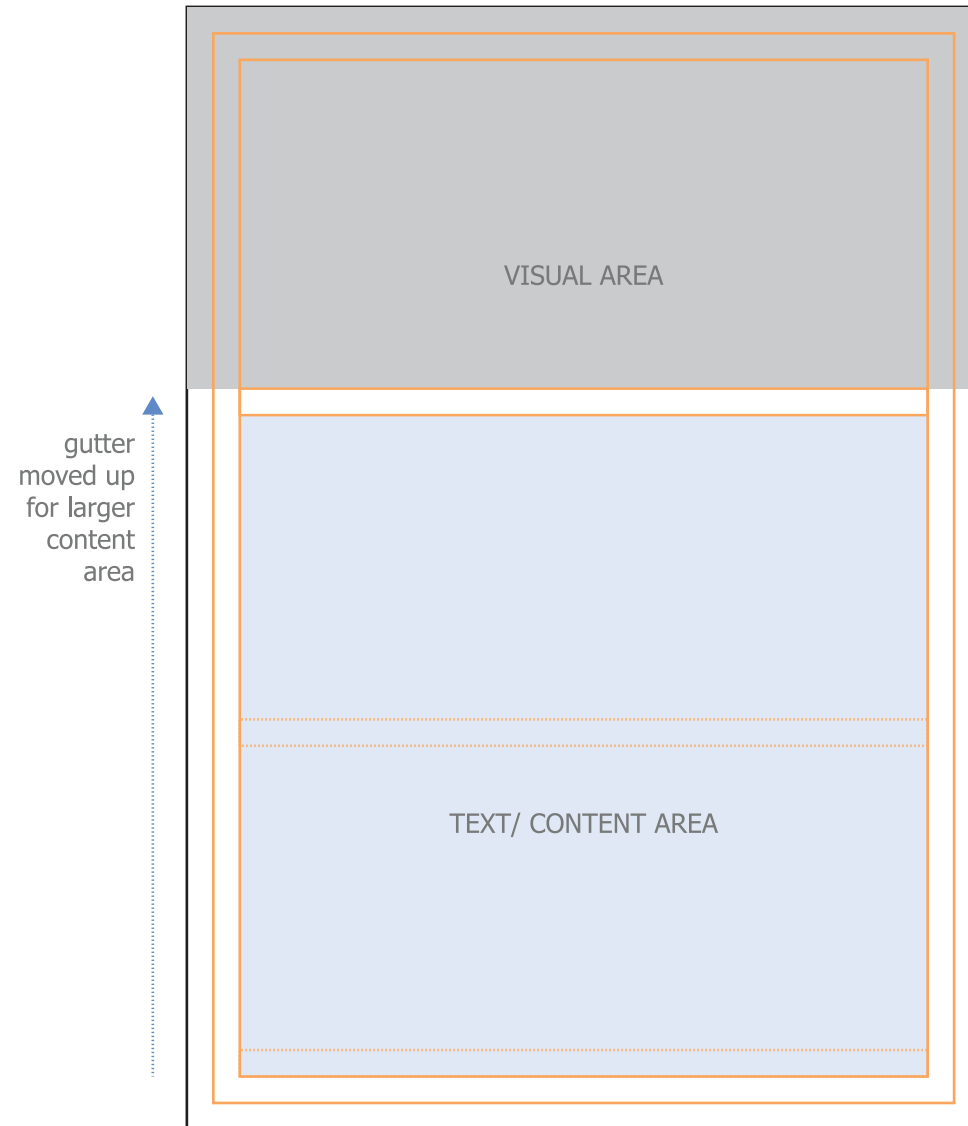 VISUAL AREA
gutter
moved up
for larger
content
area
TEXT/ CONTENT AREA